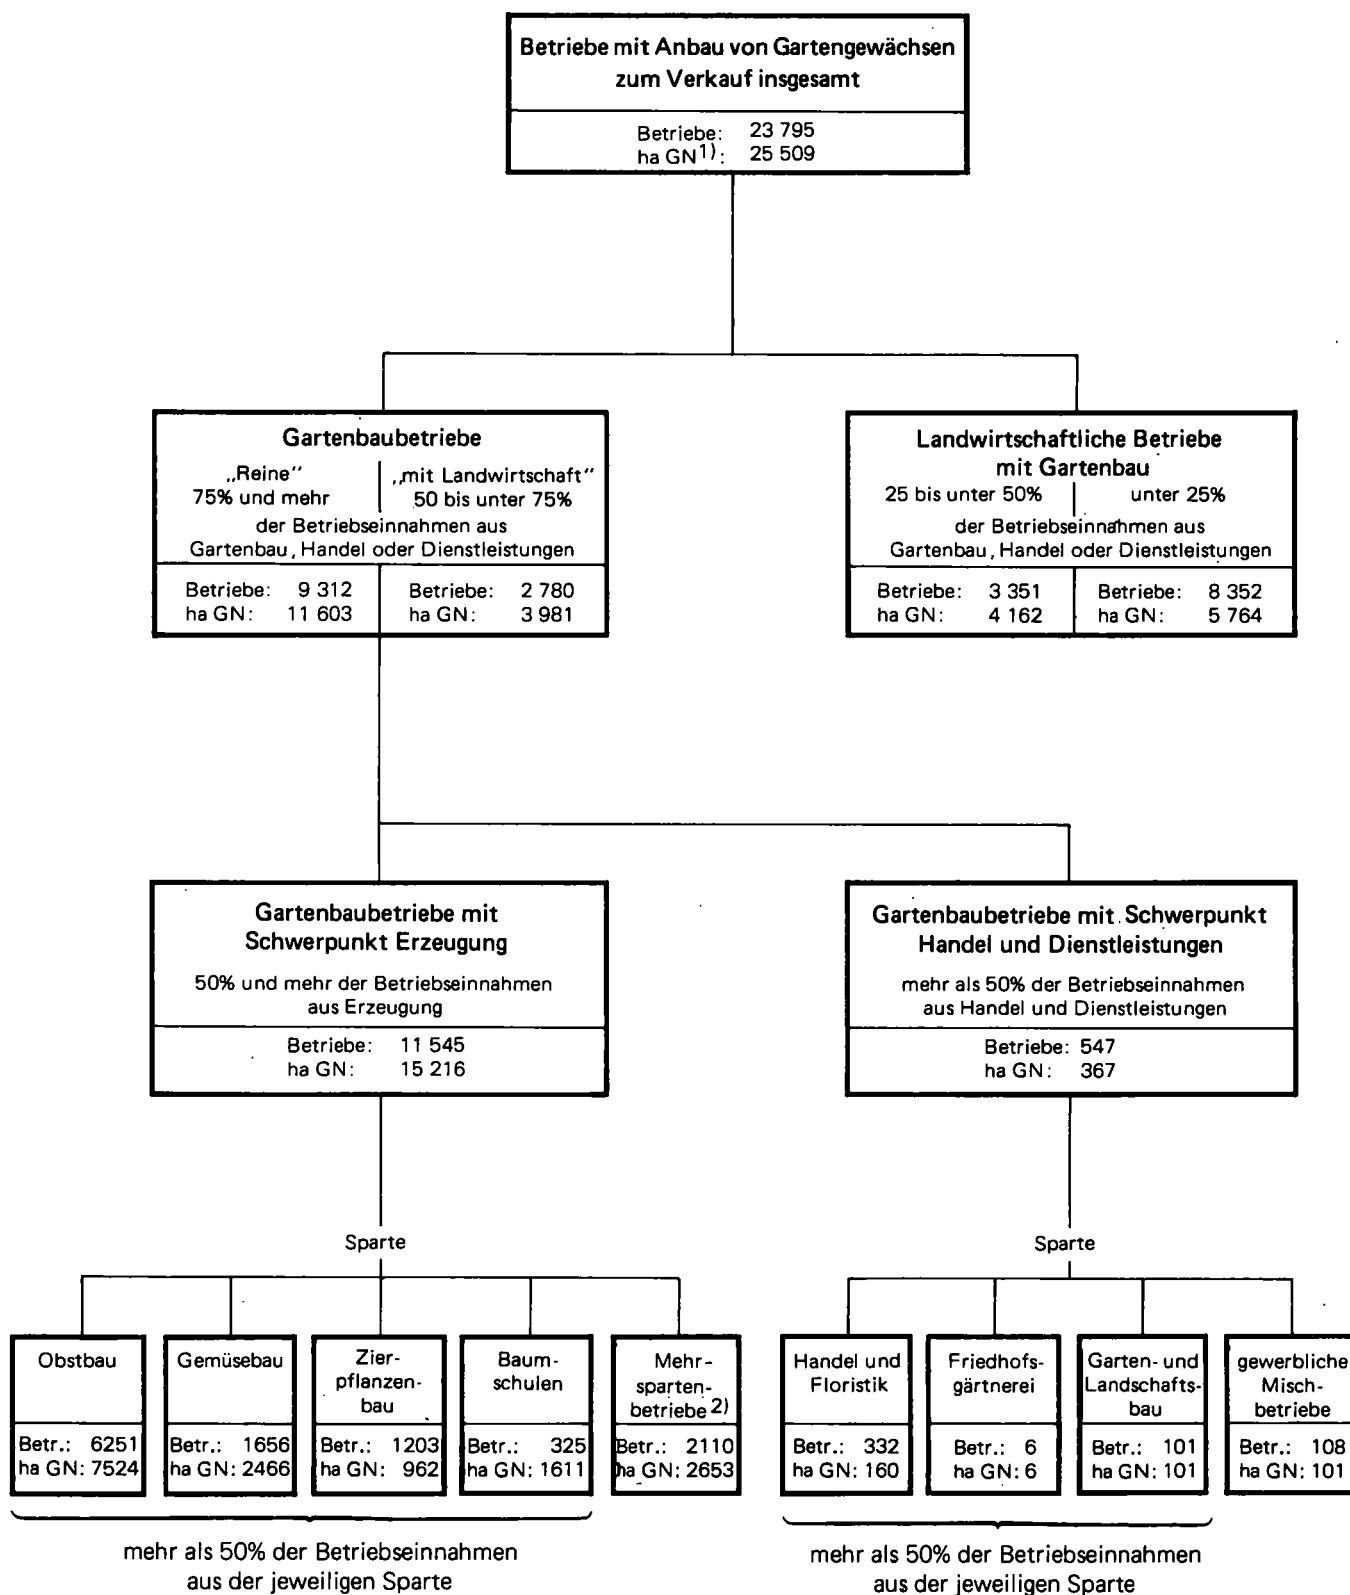 Betriebe mit Anbau von Gartengewächsen
zum Verkauf insgesamt
Betriebe: 23 795
ha GN1): 25 509
Gartenbaubetriebe
„Reine" „mit Landwirtschaft"
75% und mehr 50 bis unter 75%
der Betriebseinnahmen aus
Gartenbau, Handel oder Dienstleistungen
Betriebe: 9 312 Betriebe: 2 780
ha GN: 11 603 ha GN: 3 981
Landwirtschaftliche Betriebe
mit Gartenbau
25 bis unter 50% unter 25%
der Betriebseinnahmen aus
Gartenbau, Handel oder Dienstleistungen
Betriebe: 3 351 Betriebe: 8 352
ha GN: 4 162 ha GN: 5 764
Gartenbaubetriebe mit
Schwerpunkt Erzeugung
50% und mehr der Betriebseinnahmen
aus Erzeugung
Betriebe: 11 545
ha GN: 15 216
Gartenbaubetriebe mit Schwerpunkt
Handel und Dienstleistungen
mehr als 50% der Betriebseinnahmen
aus Handel und Dienstleistungen
Betriebe: 547
ha GN: 367
Sparte
Obstbau
Betr.: 6251
ha GN: 7524
Gemüsebau
Betr.: 1656
ha GN: 2466
Zier-
pflanzen-
bau
Betr.: 1203
ha GN: 962
Baum-
schulen
Betr.: 325
ha GN: 1611
Mehr-
sparten-
betriebe 2)
Betr.: 2110
ha GN: 2653
mehr als 50% der Betriebseinnahmen
aus der jeweiligen Sparte
Sparte
Handel und
Floristik
Betr.: 332
ha GN: 160
Friedhofs-
gärtnerei
Betr.: 6
ha GN: 6
Garten- und
Landschafts-
bau
Betr.: 101
ha GN: 101
gewerbliche
Misch-
betriebe
Betr.: 108
ha GN: 101
mehr als 50% der Betriebseinnahmen
aus der jeweiligen Sparte